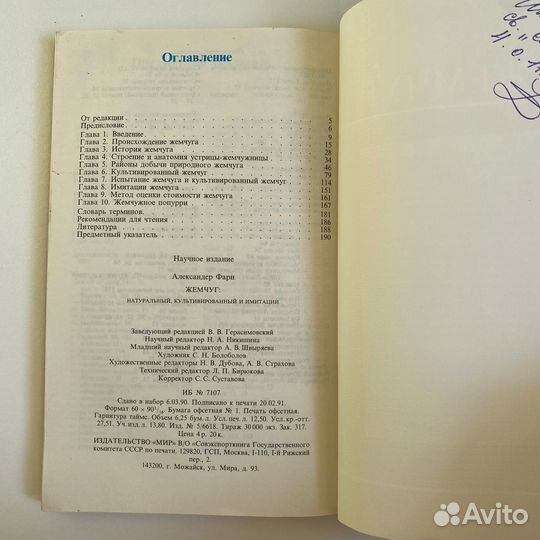 Оглавление
От редакции 5
Предисловие 6
Глава 1. Введение 9
Глава 2. Происхождение жемчуга 15
Глава 3. История жемчуга 28
Глава 4. Строение и анатомия устрицы-жемчужницы 34
Глава 5. Районы добычи природного жемчуга 46
Глава 6. Культивированный жемчуг 79
Глава 7. Испытание жемчуга и культивированный жемчуг 114
Глава 8. Имитации жемчуга 151
Глава 9. Метод оценки стоимости жемчуга 161
Глава 10. Жемчужное попурри 167
Словарь терминов. 181
Рекомендации для чтения 186
Литература 188
Предметный указатель 190
Научное издание
Александер Фарн
ЖЕМЧУГ:
НАТУРАЛЬНЫЙ, КУЛЬТИВИРОВАННЫЙ И ИМИТАЦИИ
Заведующий редакцией В. В. Герасимовский
Научный редактор Н. А. Никишина
Младший научный редактор А. В. Швыряева
Художник С. Н. Болоболов
Художественные редакторы Н. В. Дубова, А. В. Страхова
Технический редактор Л. П. Бирюкова
Корректор С. С. Суставова
ИБ № 7107
Сдано в набор 6.03.90. Подписано к печати 20.02.91.
Формат 60 × 90¹/₁₆. Бумага офсетная № 1. Печать офсетная.
Гарнитура таймс. Объем 6,25 бум. л. Усл. печ. л. 12,50. Усл. кр.-отт.
27,51. Уч. изд. л. 13,80. Изд. № 5/6618. Тираж 30 000 экз. Зак. 317.
Цена 4 р. 20 к.
ИЗДАТЕЛЬСТВО «МИР» В/О «Совэкспорткнига Государственного
комитета СССР по печати. 129820, ГСП, Москва, I-110, 1-й Рижский
пер., 2.
143200, г. Можайск, ул. Мира, д. 93.
св. "
Avito